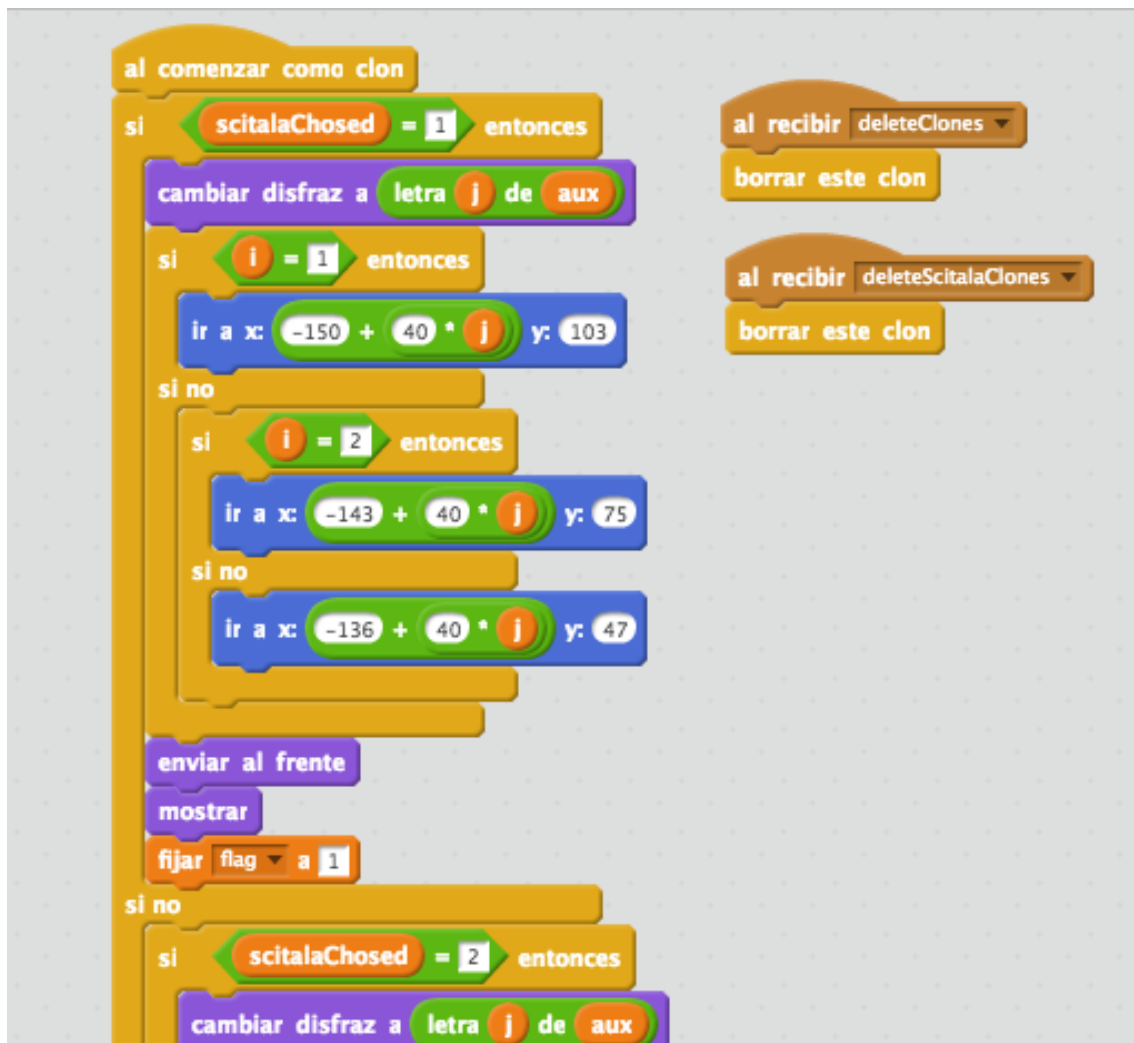 al comenzar como clon
si scitalaChosed = 1 entonces
cambiar disfraz a letra j de aux
si i = 1 entonces
ir a x: -150 + 40 * j y: 103
si no
si i = 2 entonces
ir a x: -143 + 40 * j y: 75
si no
ir a x: -136 + 40 * j y: 47
enviar al frente
mostrar
fijar flag a 1
si no
si scitalaChosed = 2 entonces
cambiar disfraz a letra j de aux
al recibir deleteClones
borrar este clon
al recibir deleteScitalaClones
borrar este clon